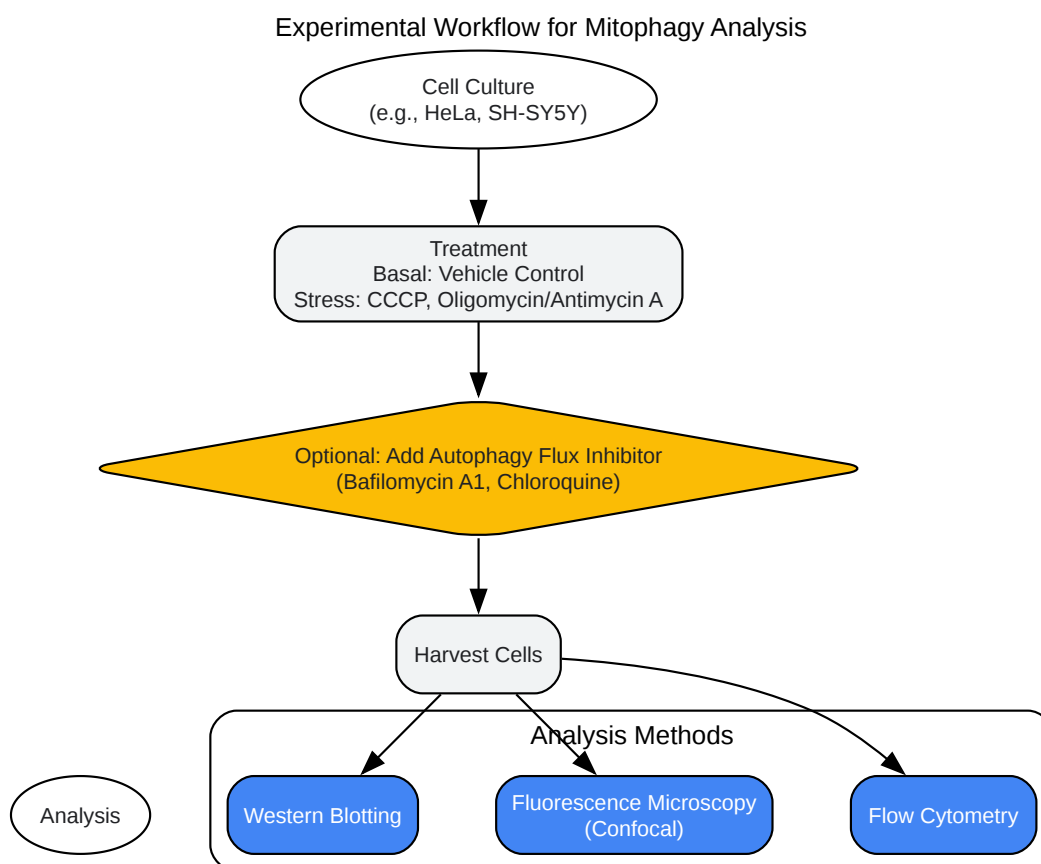 Experimental Workflow for Mitophagy Analysis
Cell Culture
(e.g., HeLa, SH-SY5Y)
Treatment
Basal: Vehicle Control
Stress: CCCP, Oligomycin/Antimycin A
Optional: Add Autophagy Flux Inhibitor
(Bafilomycin A1, Chloroquine)
Harvest Cells
Analysis Methods
Analysis
Western Blotting
Fluorescence Microscopy
(Confocal)
Flow Cytometry